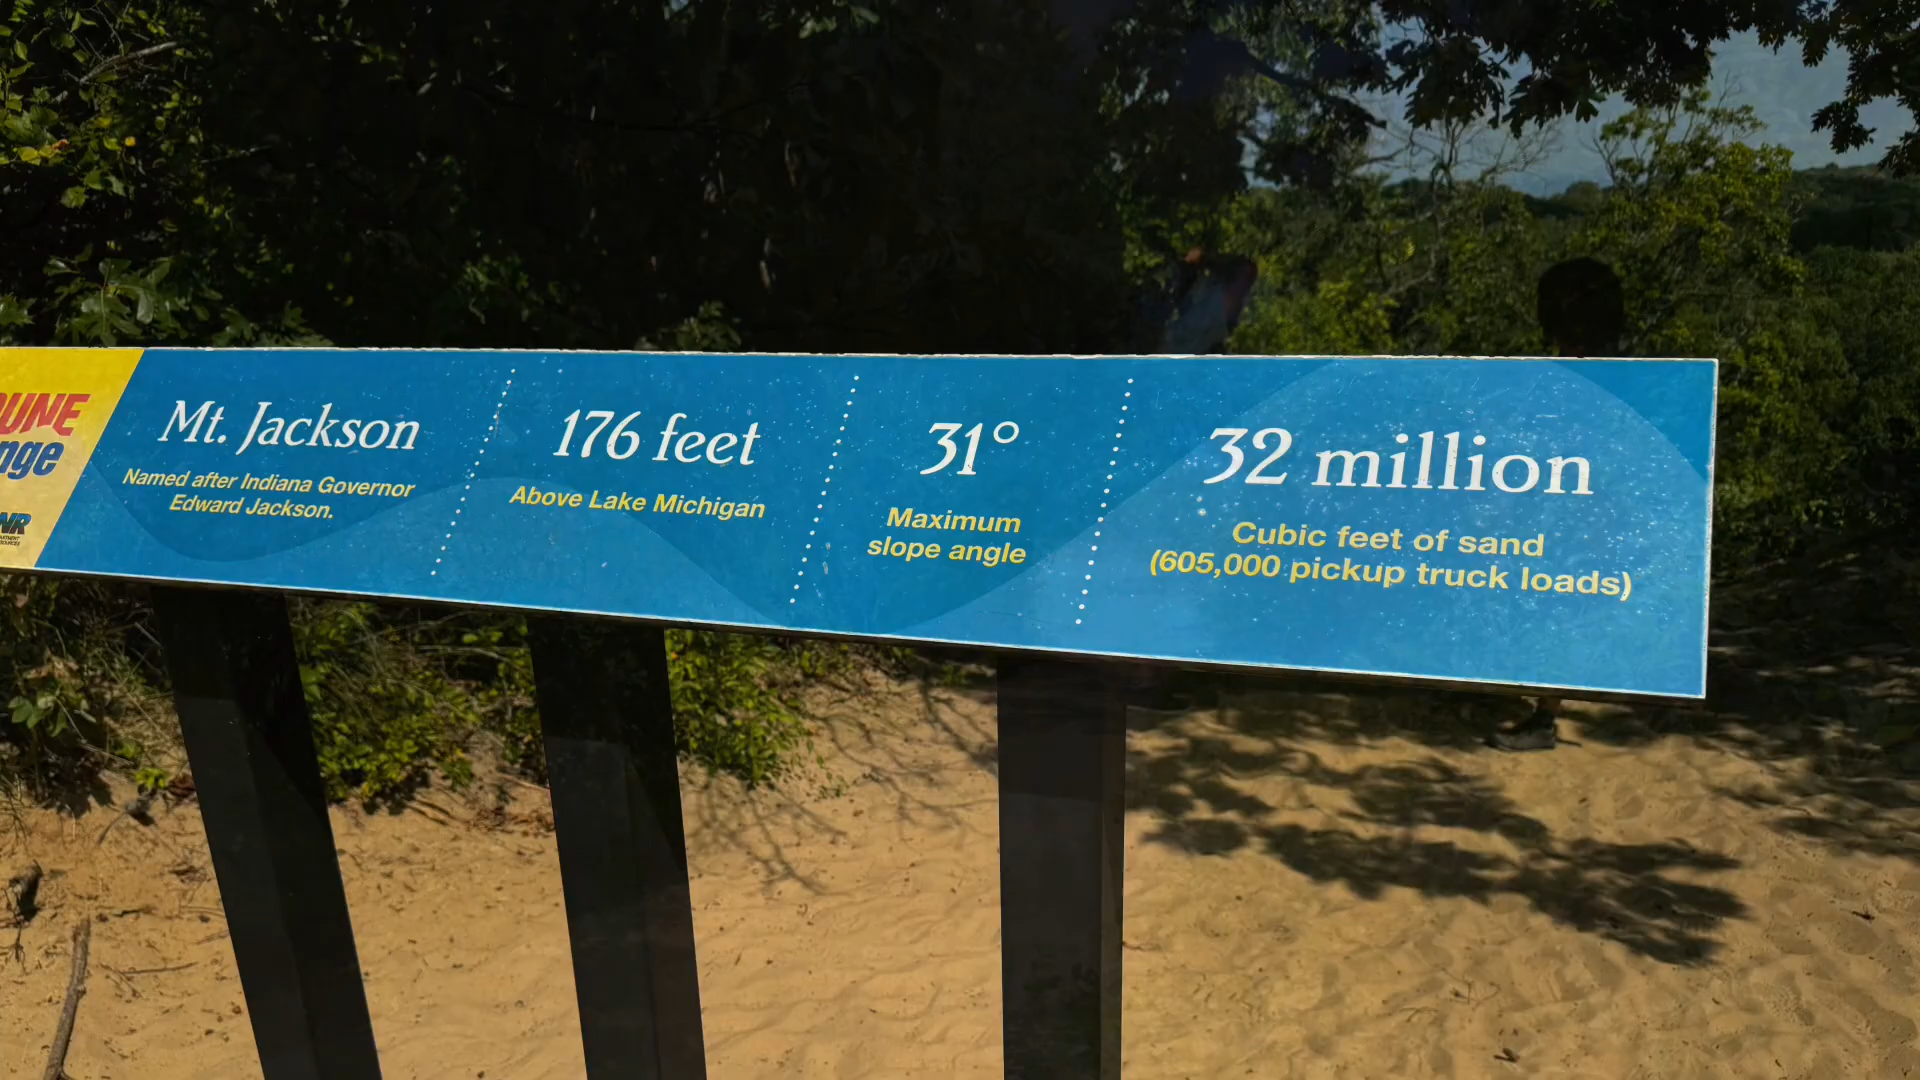 Mt. Jackson
Named after Indiana Governor
Edward Jackson.
176 feet
Above Lake Michigan
31°
Maximum
slope angle
32 million
Cubic feet of sand
(605,000 pickup truck loads)